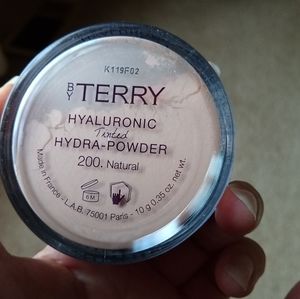 K119F02
BY TERRY
HYALURONIC
Tinted
HYDRA-POWDER
200. Natural
6M
Made in France - L.A.B. 75001 Paris - 10 g 0.35 oz. net wt.